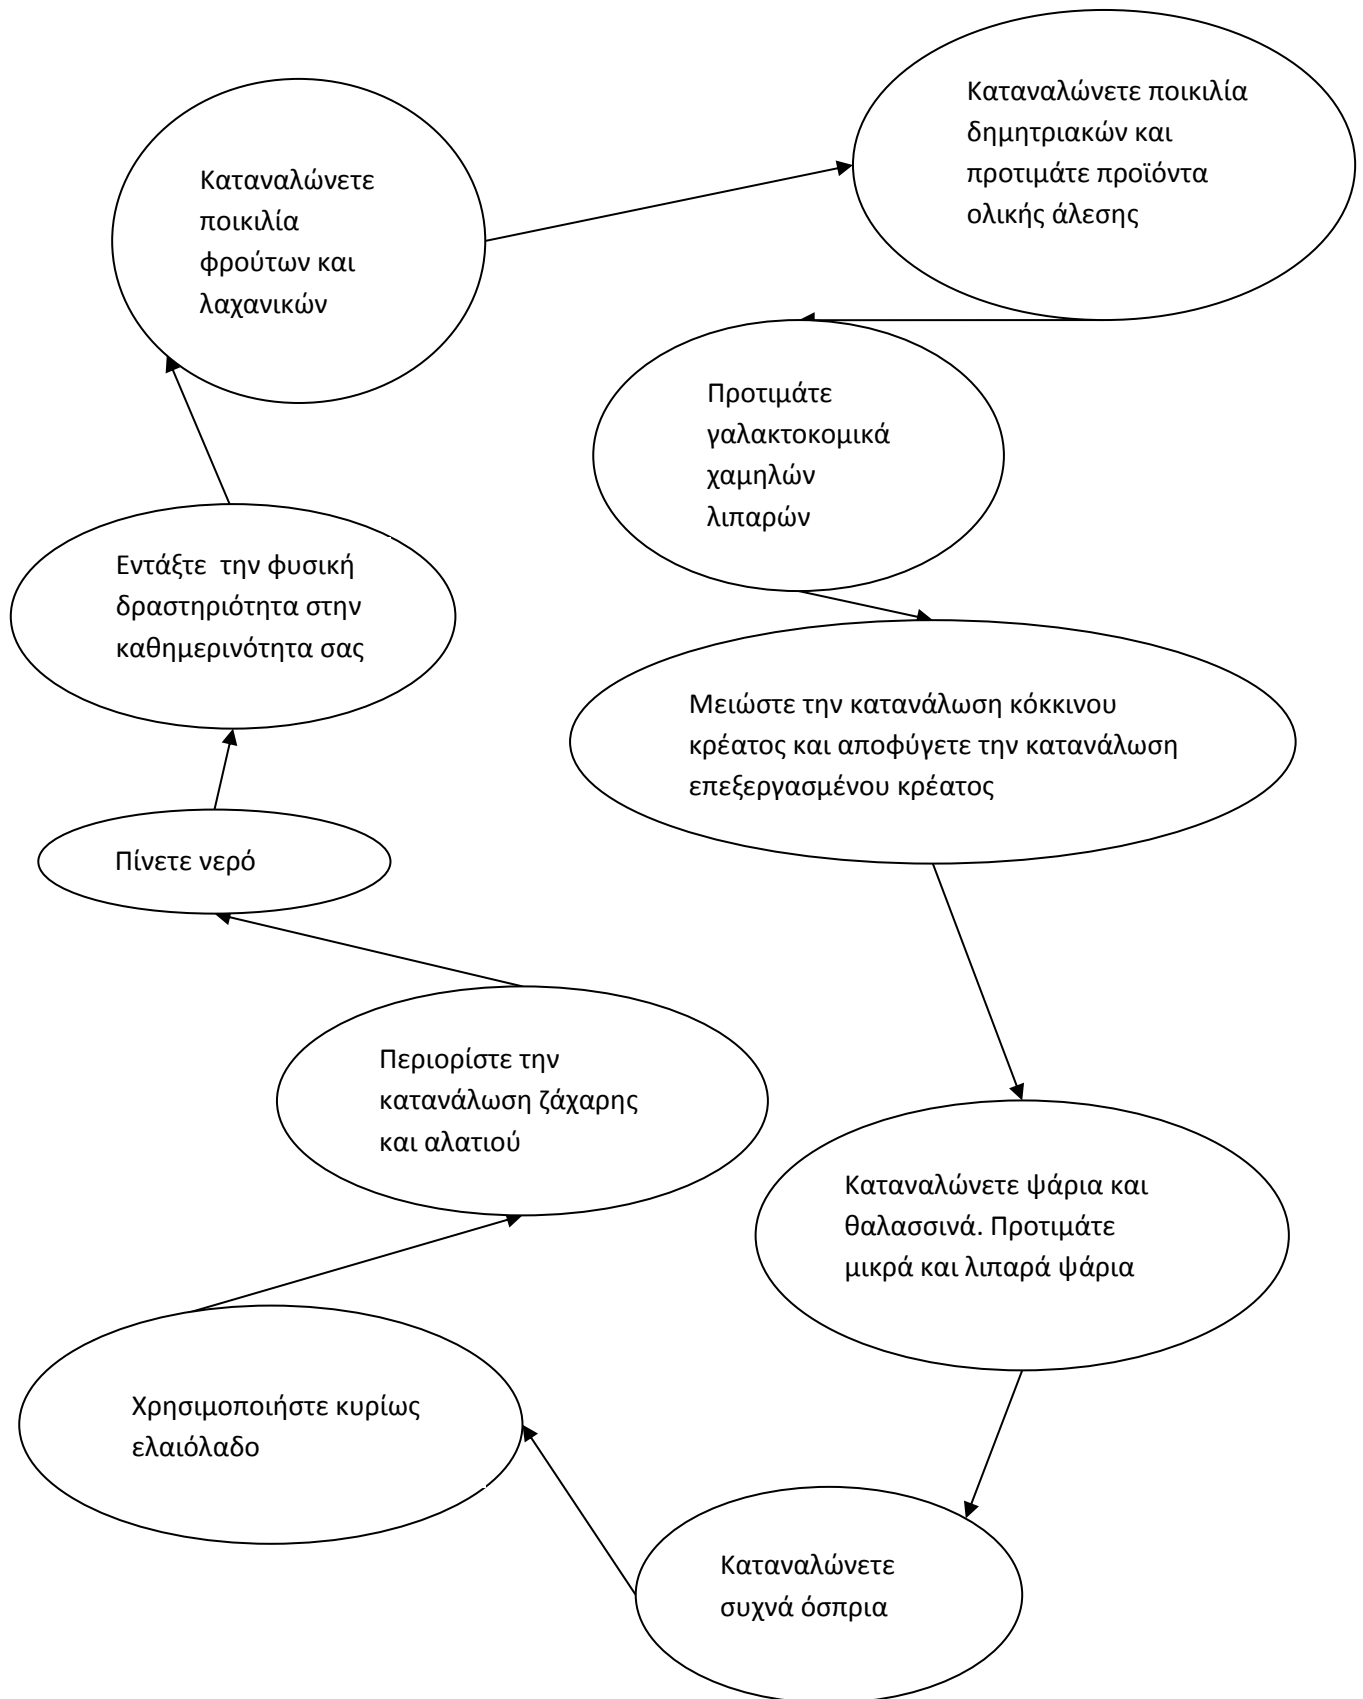 Καταναλώνετε
ποικιλία
φρούτων και
λαχανικών
Καταναλώνετε ποικιλία
δημητριακών και
προτιμάτε προϊόντα
ολικής άλεσης
Προτιμάτε
γαλακτοκομικά
χαμηλών
λιπαρών
Μειώστε την κατανάλωση κόκκινου
κρέατος και αποφύγετε την κατανάλωση
επεξεργασμένου κρέατος
Καταναλώνετε ψάρια και
θαλασσινά. Προτιμάτε
μικρά και λιπαρά ψάρια
Καταναλώνετε
συχνά όσπρια
Χρησιμοποιήστε κυρίως
ελαιόλαδο
Περιορίστε την
κατανάλωση ζάχαρης
και αλατιού
Πίνετε νερό
Εντάξτε  την φυσική
δραστηριότητα στην
καθημερινότητα σας